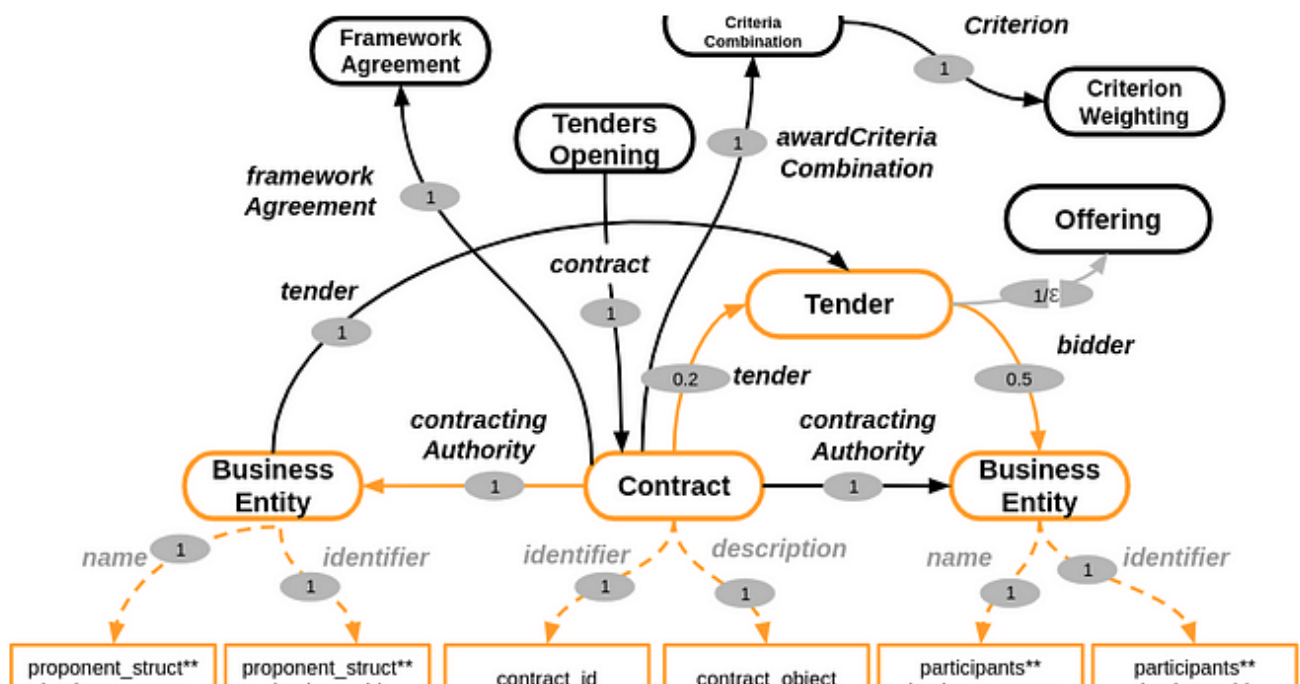 Framework
Agreement
Criteria
Combination
Criterion
1
Criterion
Weighting
Tenders
Opening
1
awardCriteria
Combination
framework
Agreement
1
Offering
contract
tender
1
1
Tender
1/ε
bidder
0.2
tender
0.5
contracting
Authority
contracting
Authority
Business
Entity
1
Contract
1
Business
Entity
name
1
identifier
1
identifier
1
description
1
name
1
1
identifier
proponent_struct**
proponent_struct**
contract_id
contract_object
participants**
participants**